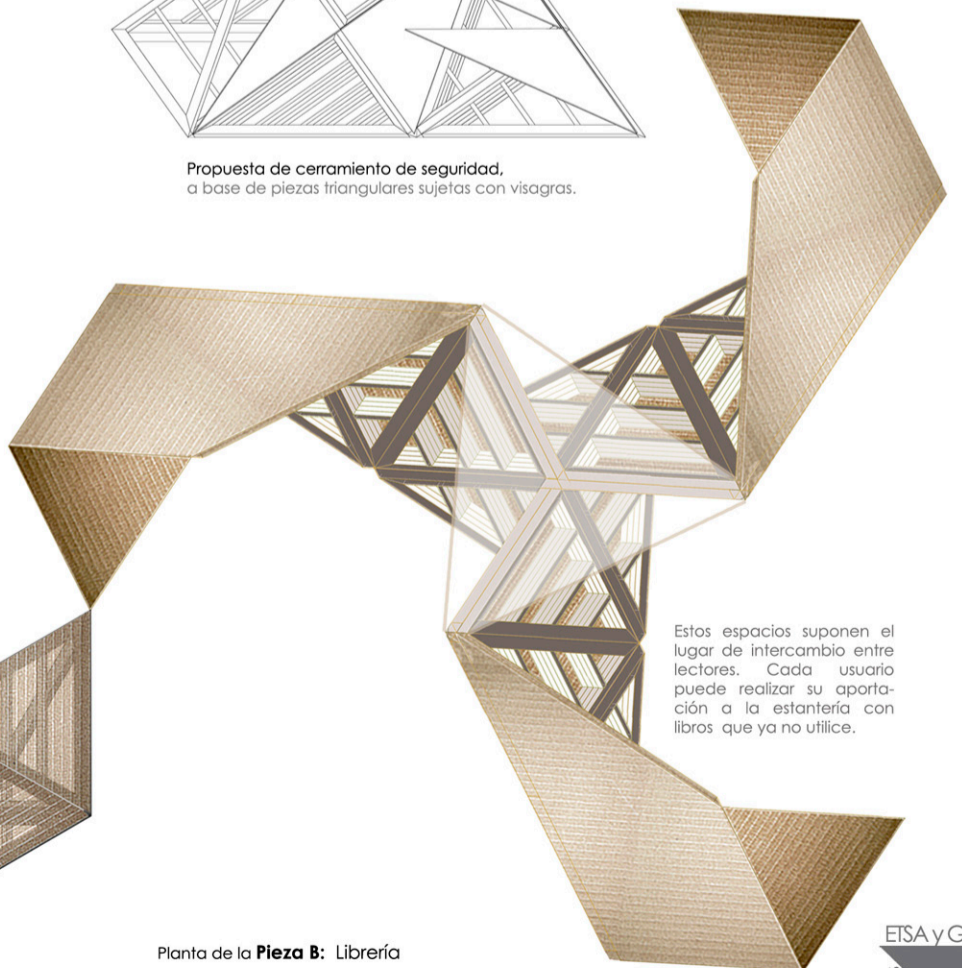 Propuesta de cerramiento de seguridad,
a base de piezas triangulares sujetas con visagras.
Estos espacios suponen el
lugar de intercambio entre
lectores. Cada usuario
puede realizar su aporta-
ción a la estantería con
libros que ya no utilice.
Planta de la Pieza B: Librería
ETSA y G